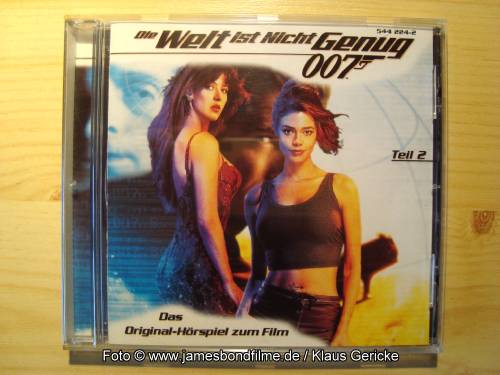 544 224-2
Die Welt ist Nicht Genug
007
Teil 2
Das
Original-Hörspiel zum Film
Foto © www.jamesbondfilme.de / Klaus Gericke